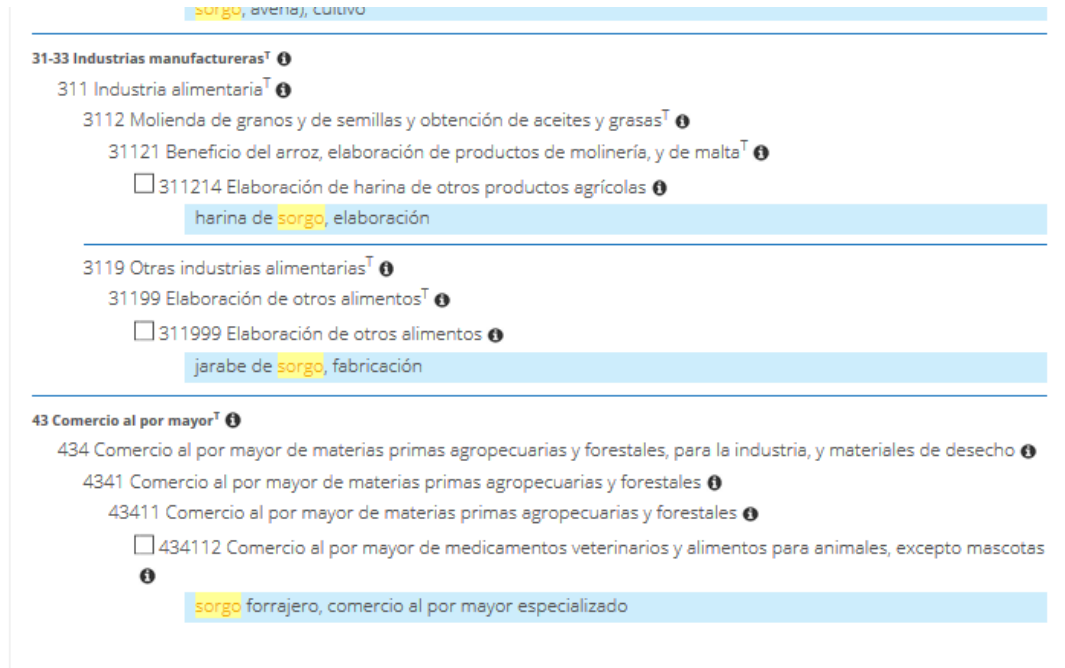 sorgo, avena), cultivo
31-33 Industrias manufacturerasᵀ
311 Industria alimentariaᵀ
3112 Molienda de granos y de semillas y obtención de aceites y grasasᵀ
31121 Beneficio del arroz, elaboración de productos de molinería, y de maltaᵀ
311214 Elaboración de harina de otros productos agrícolas
harina de sorgo, elaboración
3119 Otras industrias alimentariasᵀ
31199 Elaboración de otros alimentosᵀ
311999 Elaboración de otros alimentos
jarabe de sorgo, fabricación
43 Comercio al por mayorᵀ
434 Comercio al por mayor de materias primas agropecuarias y forestales, para la industria, y materiales de desecho
4341 Comercio al por mayor de materias primas agropecuarias y forestales
43411 Comercio al por mayor de materias primas agropecuarias y forestales
434112 Comercio al por mayor de medicamentos veterinarios y alimentos para animales, excepto mascotas
sorgo forrajero, comercio al por mayor especializado